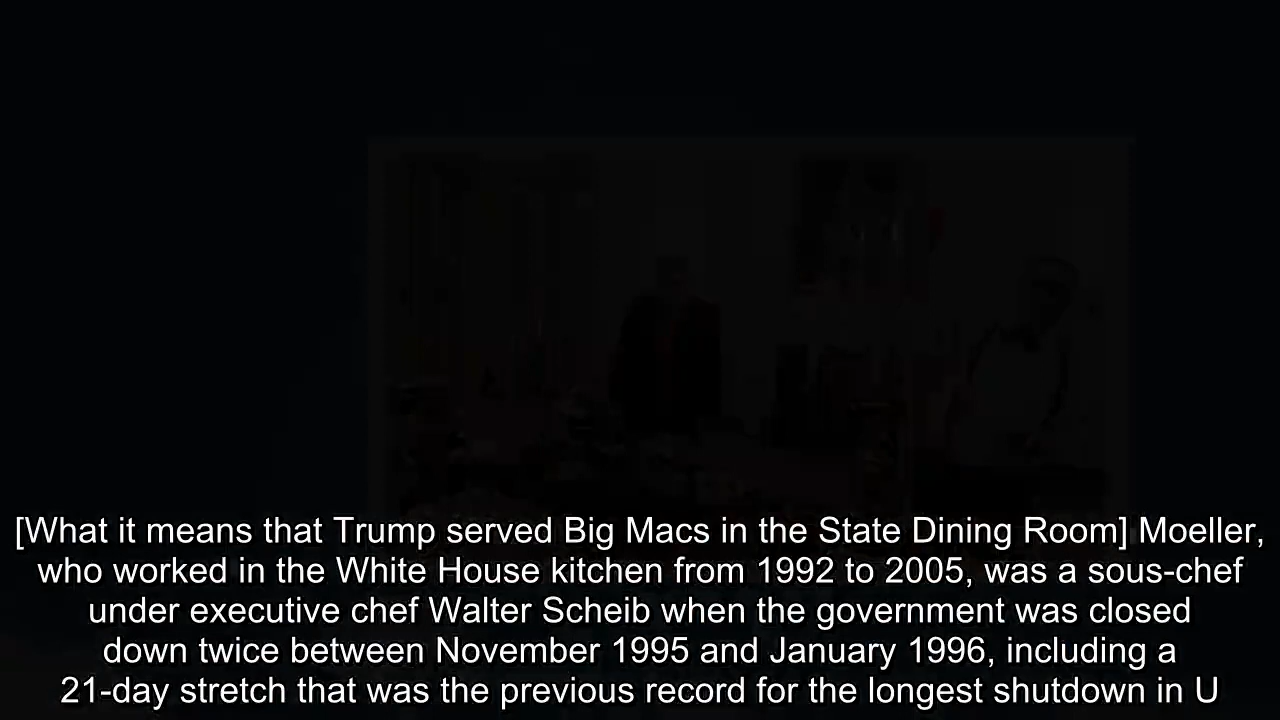 [What it means that Trump served Big Macs in the State Dining Room] Moeller,
who worked in the White House kitchen from 1992 to 2005, was a sous-chef
under executive chef Walter Scheib when the government was closed
down twice between November 1995 and January 1996, including a
21-day stretch that was the previous record for the longest shutdown in U